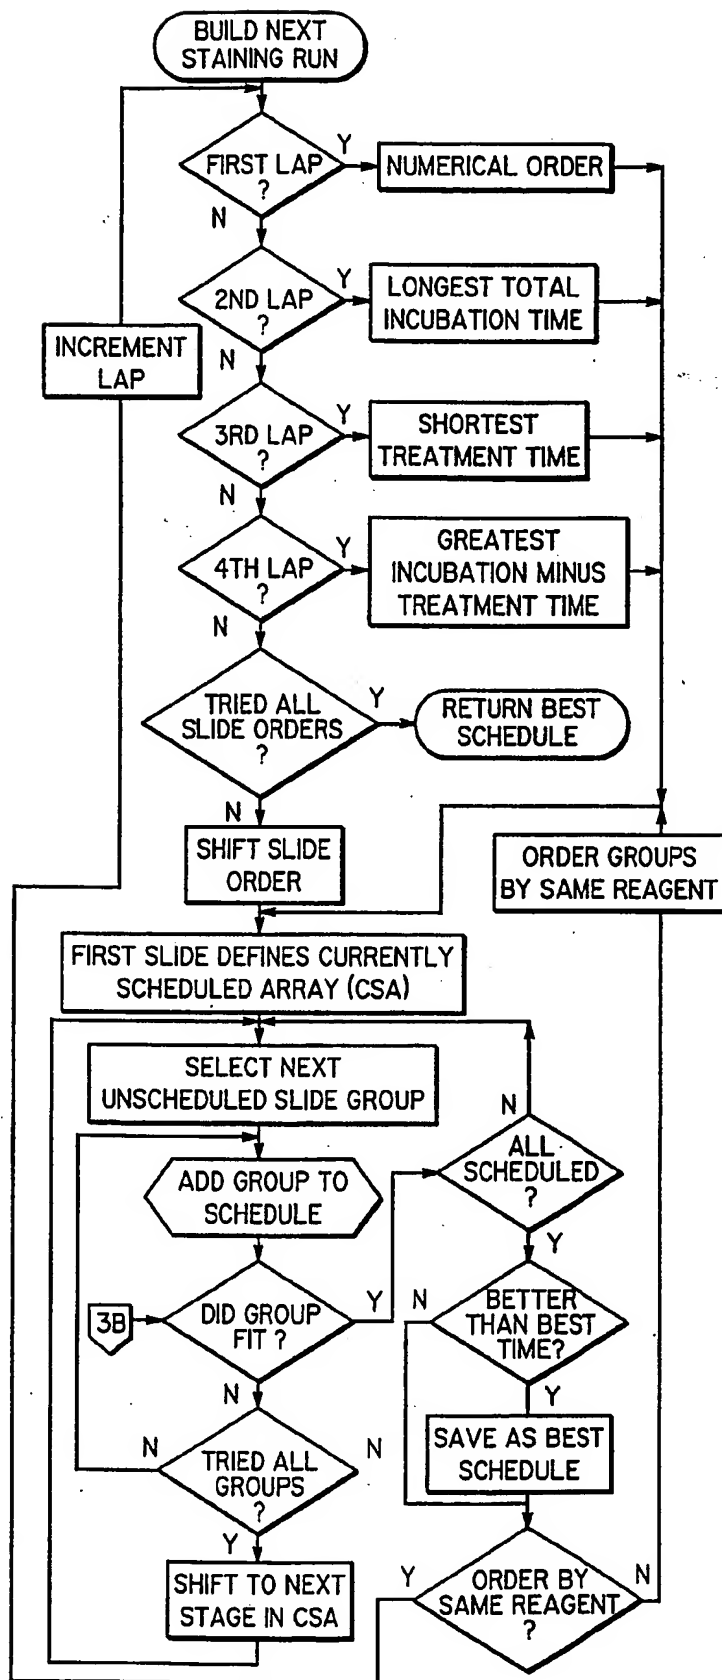 BUILD NEXT
STAINING RUN
FIRST LAP
?
Y
N
NUMERICAL ORDER
2ND LAP
?
Y
N
LONGEST TOTAL
INCUBATION TIME
INCREMENT
LAP
3RD LAP
?
Y
N
SHORTEST
TREATMENT TIME
4TH LAP
?
Y
N
GREATEST
INCUBATION MINUS
TREATMENT TIME
TRIED ALL
SLIDE ORDERS
?
Y
N
RETURN BEST
SCHEDULE
SHIFT SLIDE
ORDER
ORDER GROUPS
BY SAME REAGENT
FIRST SLIDE DEFINES CURRENTLY
SCHEDULED ARRAY (CSA)
SELECT NEXT
UNSCHEDULED SLIDE GROUP
N
ALL
SCHEDULED
?
Y
ADD GROUP TO
SCHEDULE
3B
DID GROUP
FIT ?
Y
N
N
BETTER
THAN BEST
TIME?
Y
N
TRIED ALL
GROUPS
?
N
Y
SAVE AS BEST
SCHEDULE
SHIFT TO NEXT
STAGE IN CSA
Y
ORDER BY
SAME REAGENT
?
N